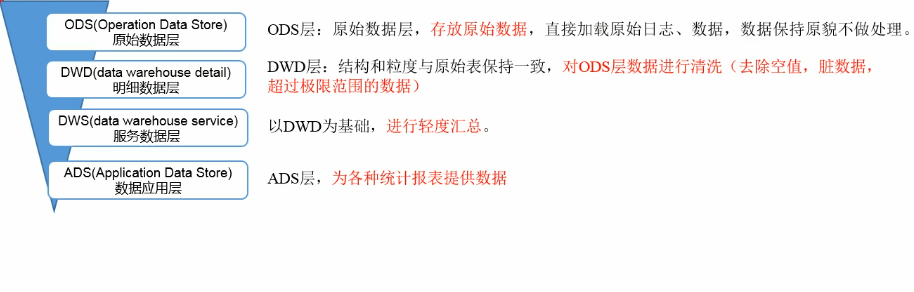 ODS(Operation Data Store)
原始数据层
ODS层：原始数据层，存放原始数据，直接加载原始日志、数据，数据保持原貌不做处理。
DWD(data warehouse detail)
明细数据层
DWD层：结构和粒度与原始表保持一致，对ODS层数据进行清洗（去除空值，脏数据，
超过极限范围的数据）
DWS(data warehouse service)
服务数据层
以DWD为基础，进行轻度汇总。
ADS(Application Data Store)
数据应用层
ADS层，为各种统计报表提供数据